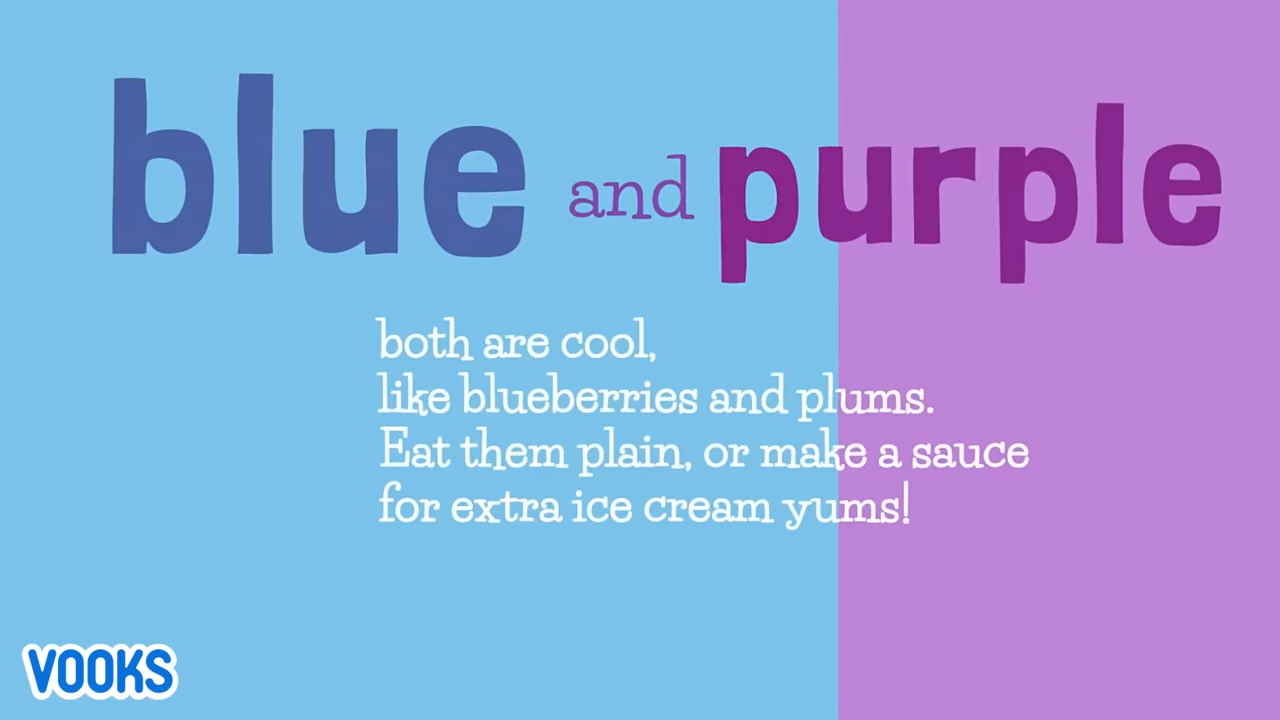 blue and purple
both are cool,
like blueberries and plums.
Eat them plain, or make a sauce
for extra ice cream yums!
VOOKS